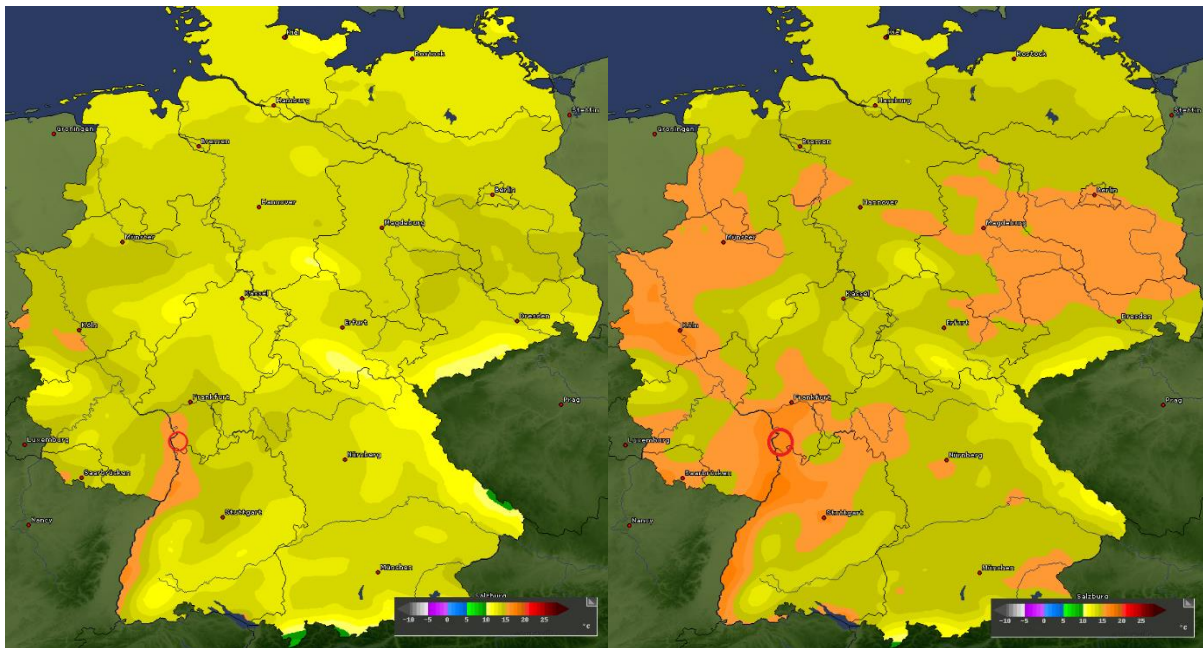 Kiel
Rostock
Hamburg
Stettin
Groningen
Bremen
Berlin
Hannover
Magdeburg
Münster
Kassel
Köln
Erfurt
Dresden
Prag
Frankfurt
Luxemburg
Saarbrücken
Nürnberg
Nancy
Stuttgart
München
Salzburg
-10 -5 0 5 10 15 20 25
°C
Kiel
Rostock
Hamburg
Stettin
Groningen
Bremen
Berlin
Hannover
Magdeburg
Münster
Kassel
Köln
Erfurt
Dresden
Prag
Frankfurt
Luxemburg
Saarbrücken
Nürnberg
Nancy
Stuttgart
München
Salzburg
-10 -5 0 5 10 15 20 25
°C